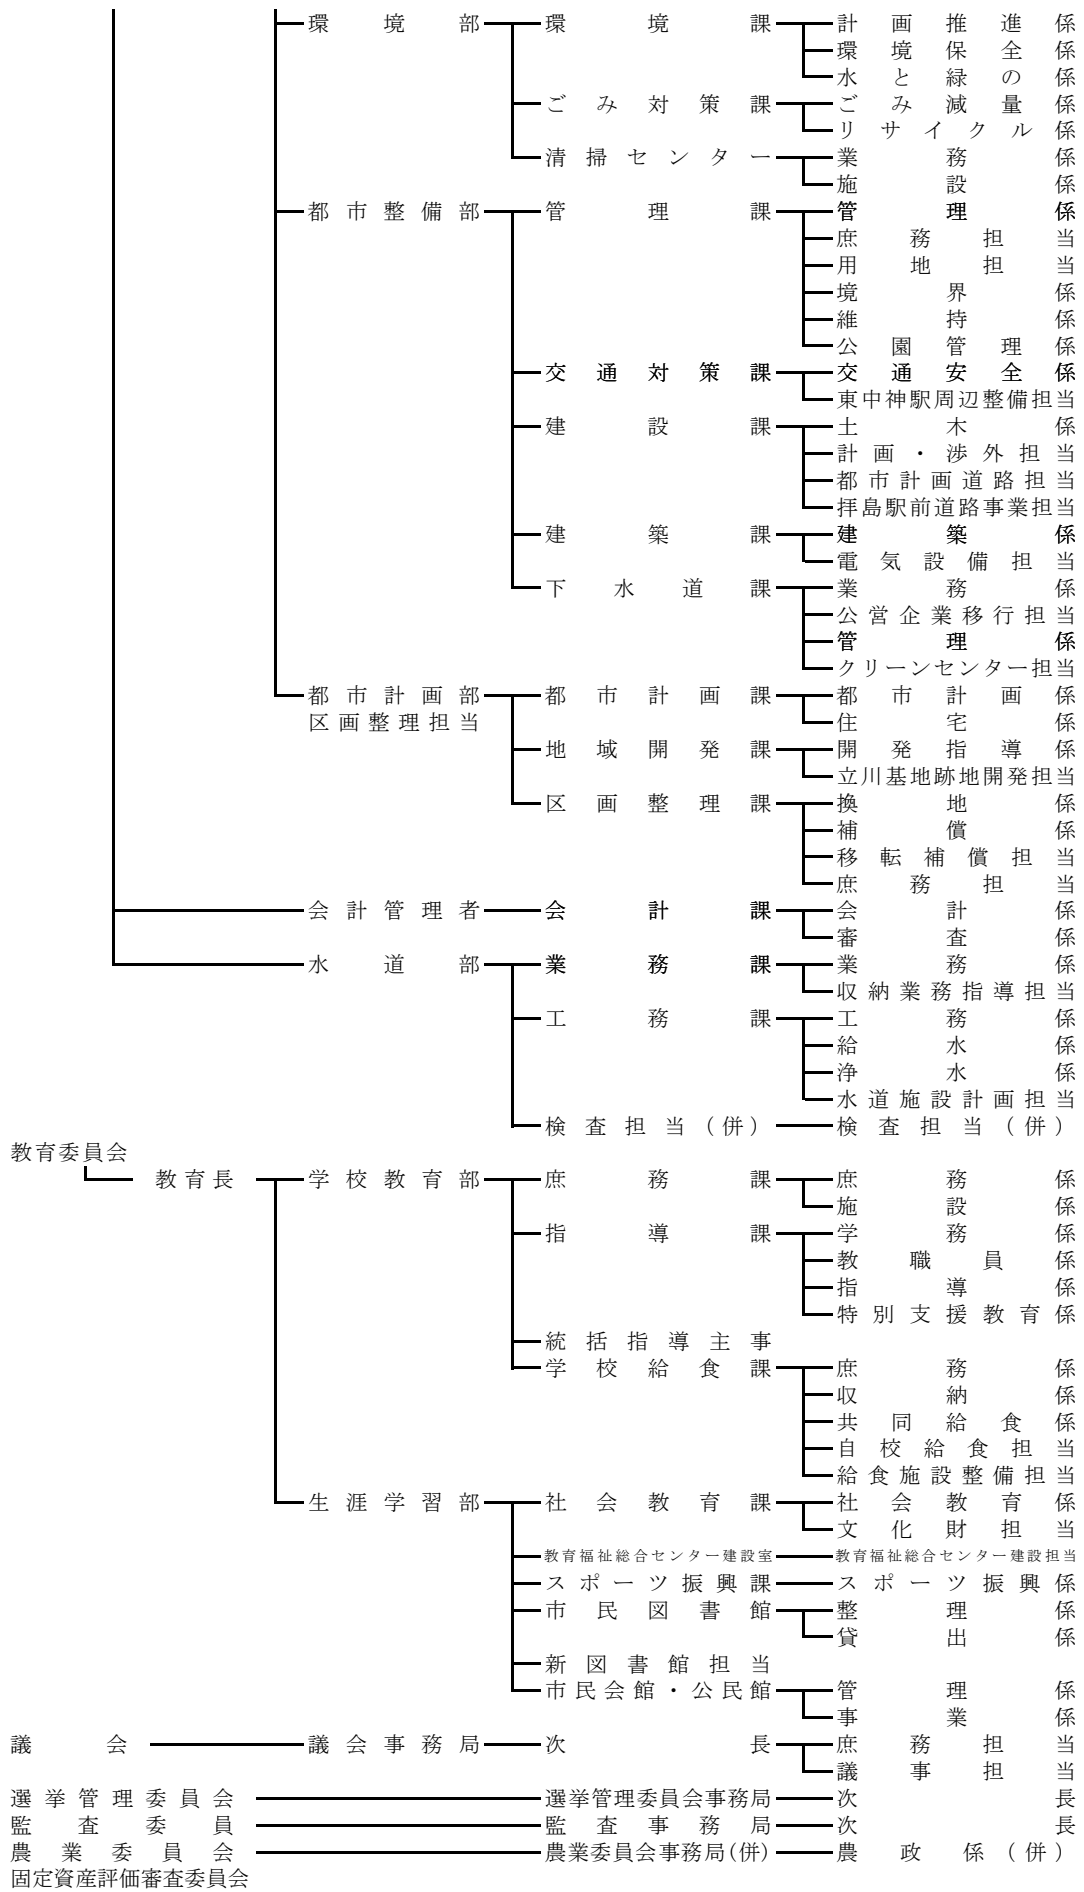 環境部 環境課 計画推進係
環境保全係
水と緑の係
ごみ対策課 ごみ減量係
リサイクル係
清掃センター 業務係
施設係
都市整備部 管理課 管理係
庶務担当
用地担当
境界係
維持係
公園管理係
交通対策課 交通安全係
東中神駅周辺整備担当
建設課 土木係
計画・渉外担当
都市計画道路担当
拝島駅前道路事業担当
建築課 建築係
電気設備担当
下水道課 業務係
公営企業移行担当
管理係
クリーンセンター担当
都市計画部 都市計画課 都市計画係
区画整理担当 住宅係
地域開発課 開発指導係
立川基地跡地開発担当
区画整理課 換地係
補償係
移転補償担当
庶務担当
会計管理者 会計課 会計係
審査係
水道部 業務課 業務係
収納業務指導担当
工務課 工務係
給水係
浄水係
水道施設計画担当
検査担当(併) 検査担当(併)
教育委員会
教育長 学校教育部 庶務課 庶務係
施設係
指導課 学務係
教職員係
指導係
特別支援教育係
統括指導主事
学校給食課 庶務係
収納係
共同給食係
自校給食担当
給食施設整備担当
生涯学習部 社会教育課 社会教育係
文化財担当
教育福祉総合センター建設室 教育福祉総合センター建設担当
スポーツ振興課 スポーツ振興係
市民図書館 整理係
貸出係
新図書館担当
市民会館・公民館 管理係
事業係
議会 議会事務局 次長 庶務担当
議事担当
選挙管理委員会 選挙管理委員会事務局 次長
監査委員 監査事務局 次長
農業委員会 農業委員会事務局(併) 農政係(併)
固定資産評価審査委員会